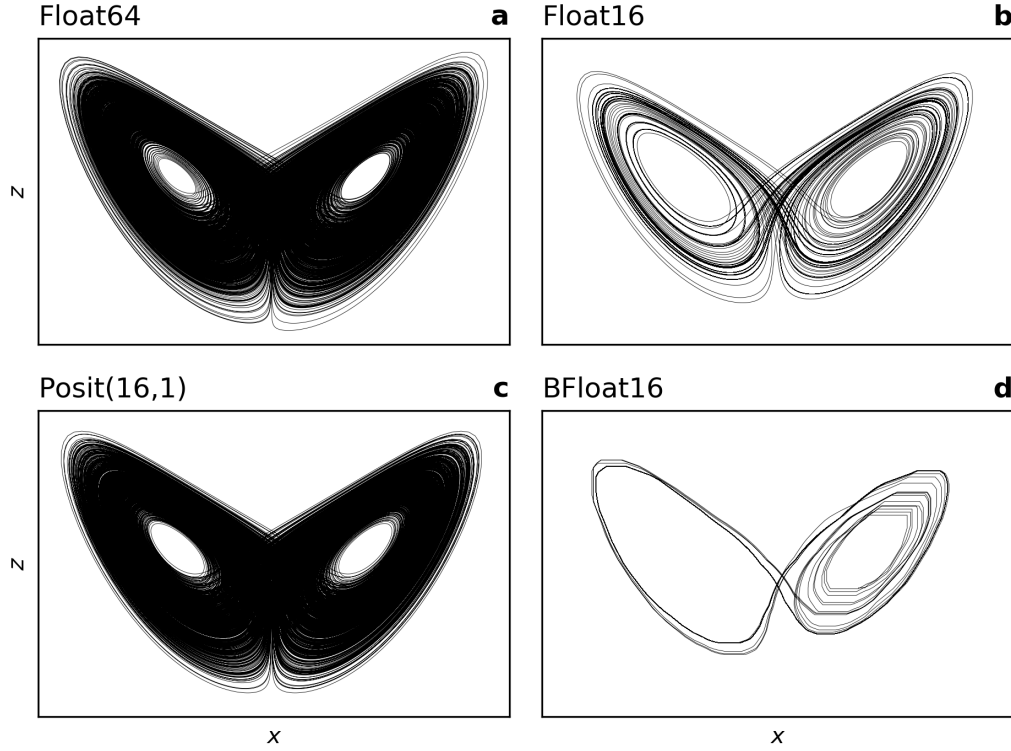 Float64 a
Float16 b
z
Posit(16,1) c
BFloat16 d
z
x
x